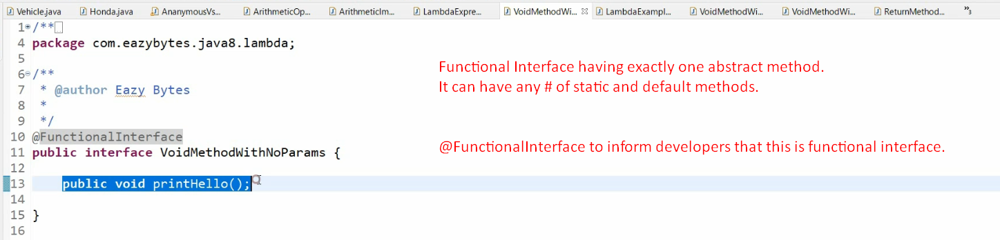 Vehicle.java Honda.java AnanymousVs... ArithmeticOp... ArithmeticIm... LambdaExpre... VoidMethodWi... LambdaExampl... VoidMethodWi... VoidMethodWi... ReturnMethod... »3
1 /**
4 package com.eazybytes.java8.lambda;
5
6 /**
7 * @author Eazy Bytes
8 *
9 */
10 @FunctionalInterface
11 public interface VoidMethodWithNoParams {
12
13 public void printHello();
14
15 }
16
Functional Interface having exactly one abstract method.
It can have any # of static and default methods.
@FunctionalInterface to inform developers that this is functional interface.